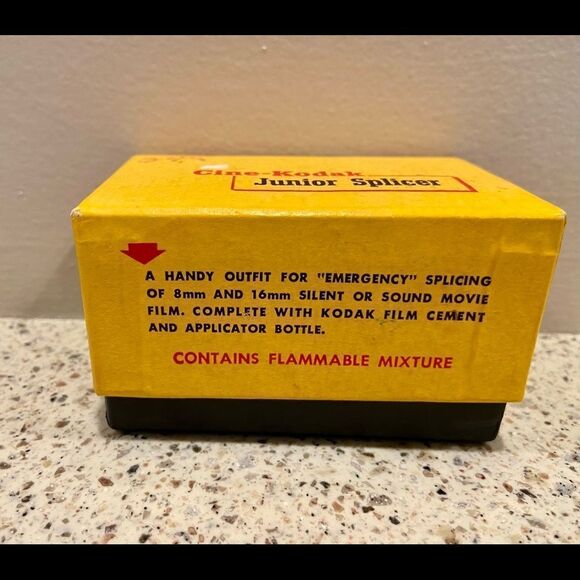 Cine-Kodak
Junior Splicer
A HANDY OUTFIT FOR "EMERGENCY" SPLICING
OF 8mm AND 16mm SILENT OR SOUND MOVIE
FILM. COMPLETE WITH KODAK FILM CEMENT
AND APPLICATOR BOTTLE.
CONTAINS FLAMMABLE MIXTURE